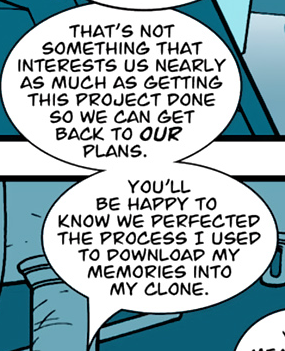 THAT'S NOT
SOMETHING THAT
INTERESTS US NEARLY
AS MUCH AS GETTING
THIS PROJECT DONE
SO WE CAN GET
BACK TO OUR
PLANS.
YOU'LL
BE HAPPY TO
KNOW WE PERFECTED
THE PROCESS I USED
TO DOWNLOAD MY
MEMORIES INTO
MY CLONE.